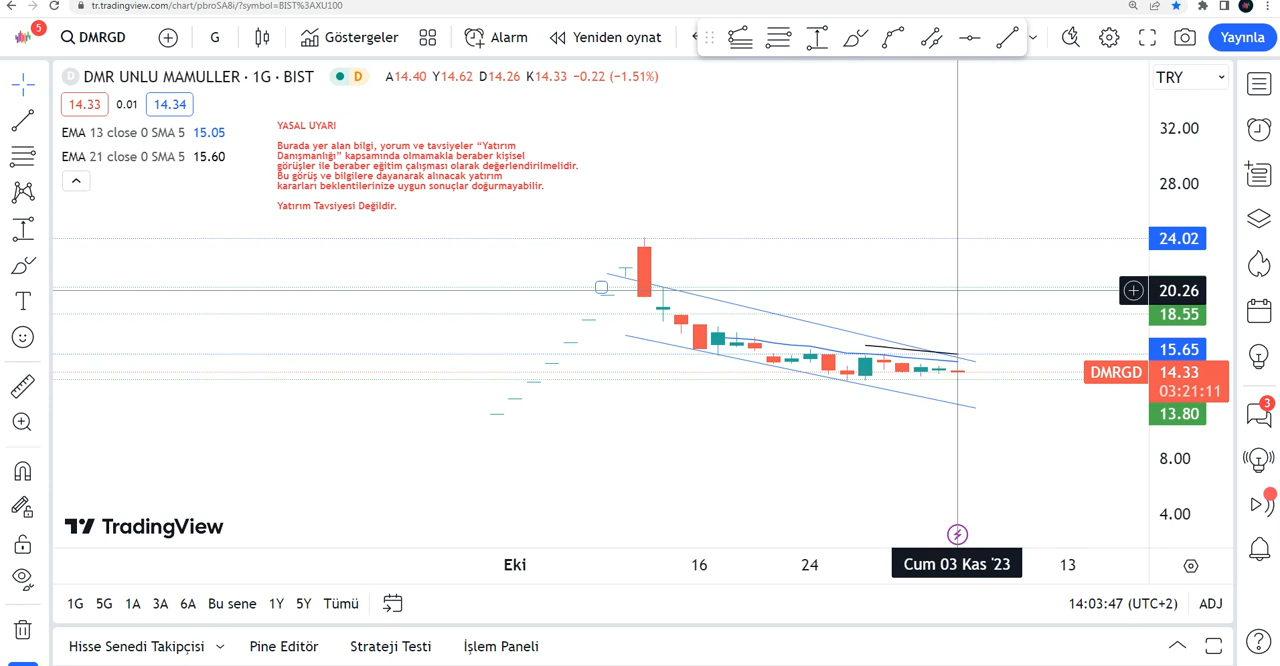 tr.tradingview.com/chart/pbroSA8i/?symbol=BIST%3AXU100
5
DMRGD
G
Göstergeler
Alarm
Yeniden oynat
Yayınla
D
DMR UNLU MAMULLER · 1G · BIST
D
A14.40 Y14.62 D14.26 K14.33 −0.22 (−1.51%)
TRY
14.33
0.01
14.34
EMA 13 close 0 SMA 5 15.05
EMA 21 close 0 SMA 5 15.60
YASAL UYARI
Burada yer alan bilgi, yorum ve tavsiyeler “Yatırım
Danışmanlığı” kapsamında olmamakla beraber kişisel
görüşler ile beraber eğitim çalışması olarak değerlendirilmelidir.
Bu görüş ve bilgilere dayanarak alınacak yatırım
kararları beklentilerinize uygun sonuçlar doğurmayabilir.
Yatırım Tavsiyesi Değildir.
32.00
28.00
24.02
20.26
18.55
15.65
DMRGD
14.33
03:21:11
13.80
8.00
4.00
TradingView
Eki
16
24
Cum 03 Kas '23
13
3
1G
5G
1A
3A
6A
Bu sene
1Y
5Y
Tümü
14:03:47 (UTC+2)
ADJ
Hisse Senedi Takipçisi
Pine Editör
Strateji Testi
İşlem Paneli